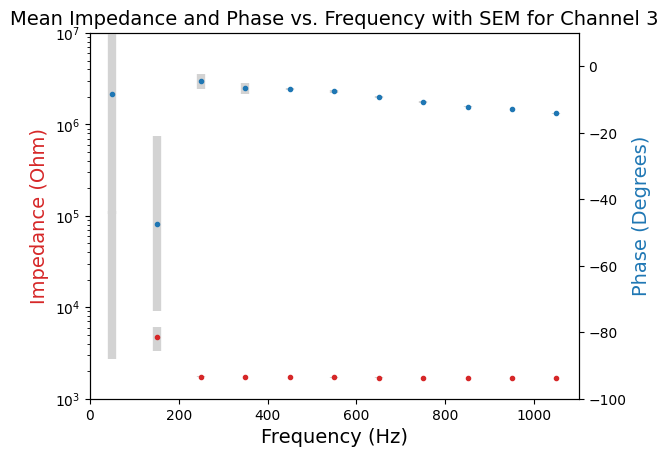 Mean Impedance and Phase vs. Frequency with SEM for Channel 3
10^7
10^6
10^5
10^4
10^3
Impedance (Ohm)
0
−20
−40
−60
−80
−100
Phase (Degrees)
0 200 400 600 800 1000
Frequency (Hz)